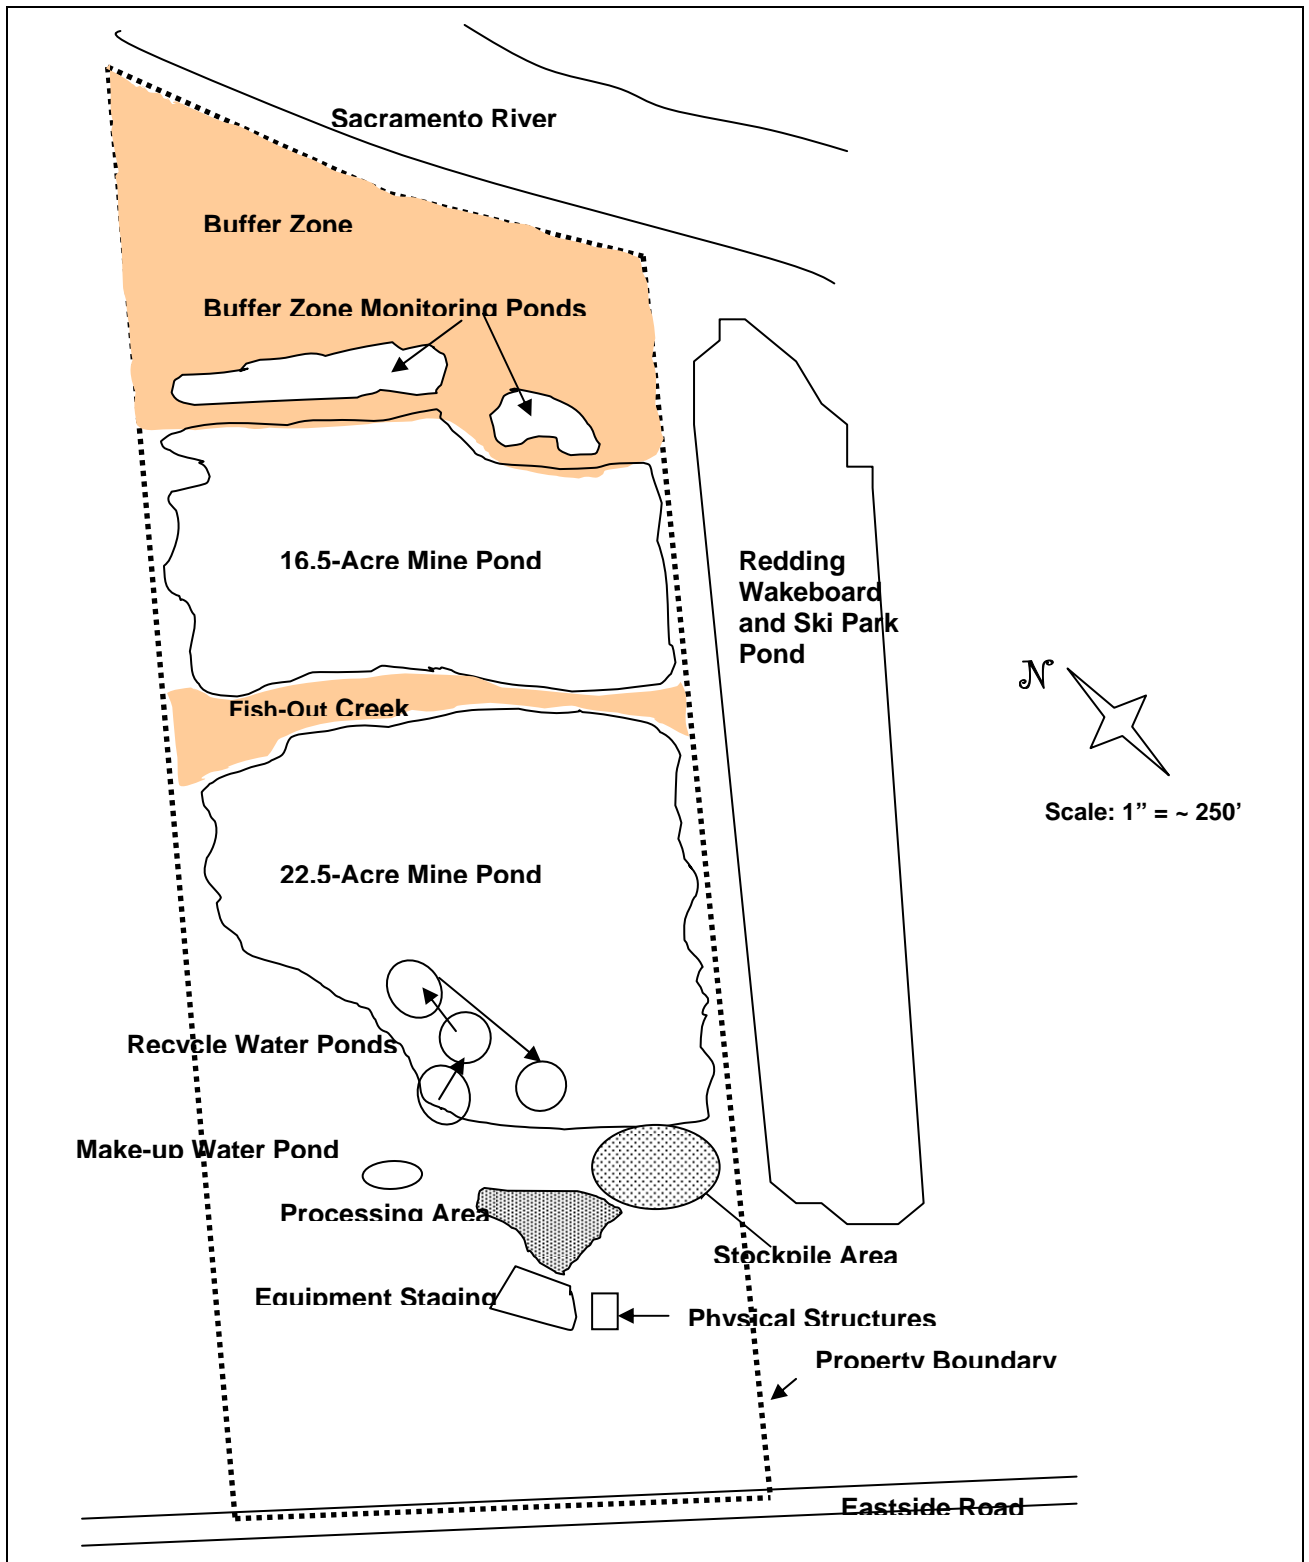 Sacramento River
Buffer Zone
Buffer Zone Monitoring Ponds
16.5-Acre Mine Pond
Redding
Wakeboard
and Ski Park
Pond
N
Fish-Out Creek
Scale: 1” = ~ 250’
22.5-Acre Mine Pond
Recycle Water Ponds
Make-up Water Pond
Processing Area
Stockpile Area
Equipment Staging
Physical Structures
Property Boundary
Eastside Road